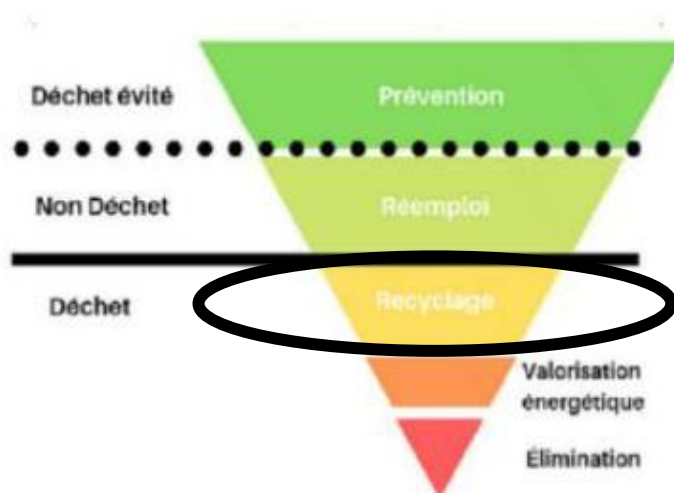 Déchet évité
Prévention
Non Déchet
Réemploi
Déchet
Recyclage
Valorisation
énergétique
Élimination